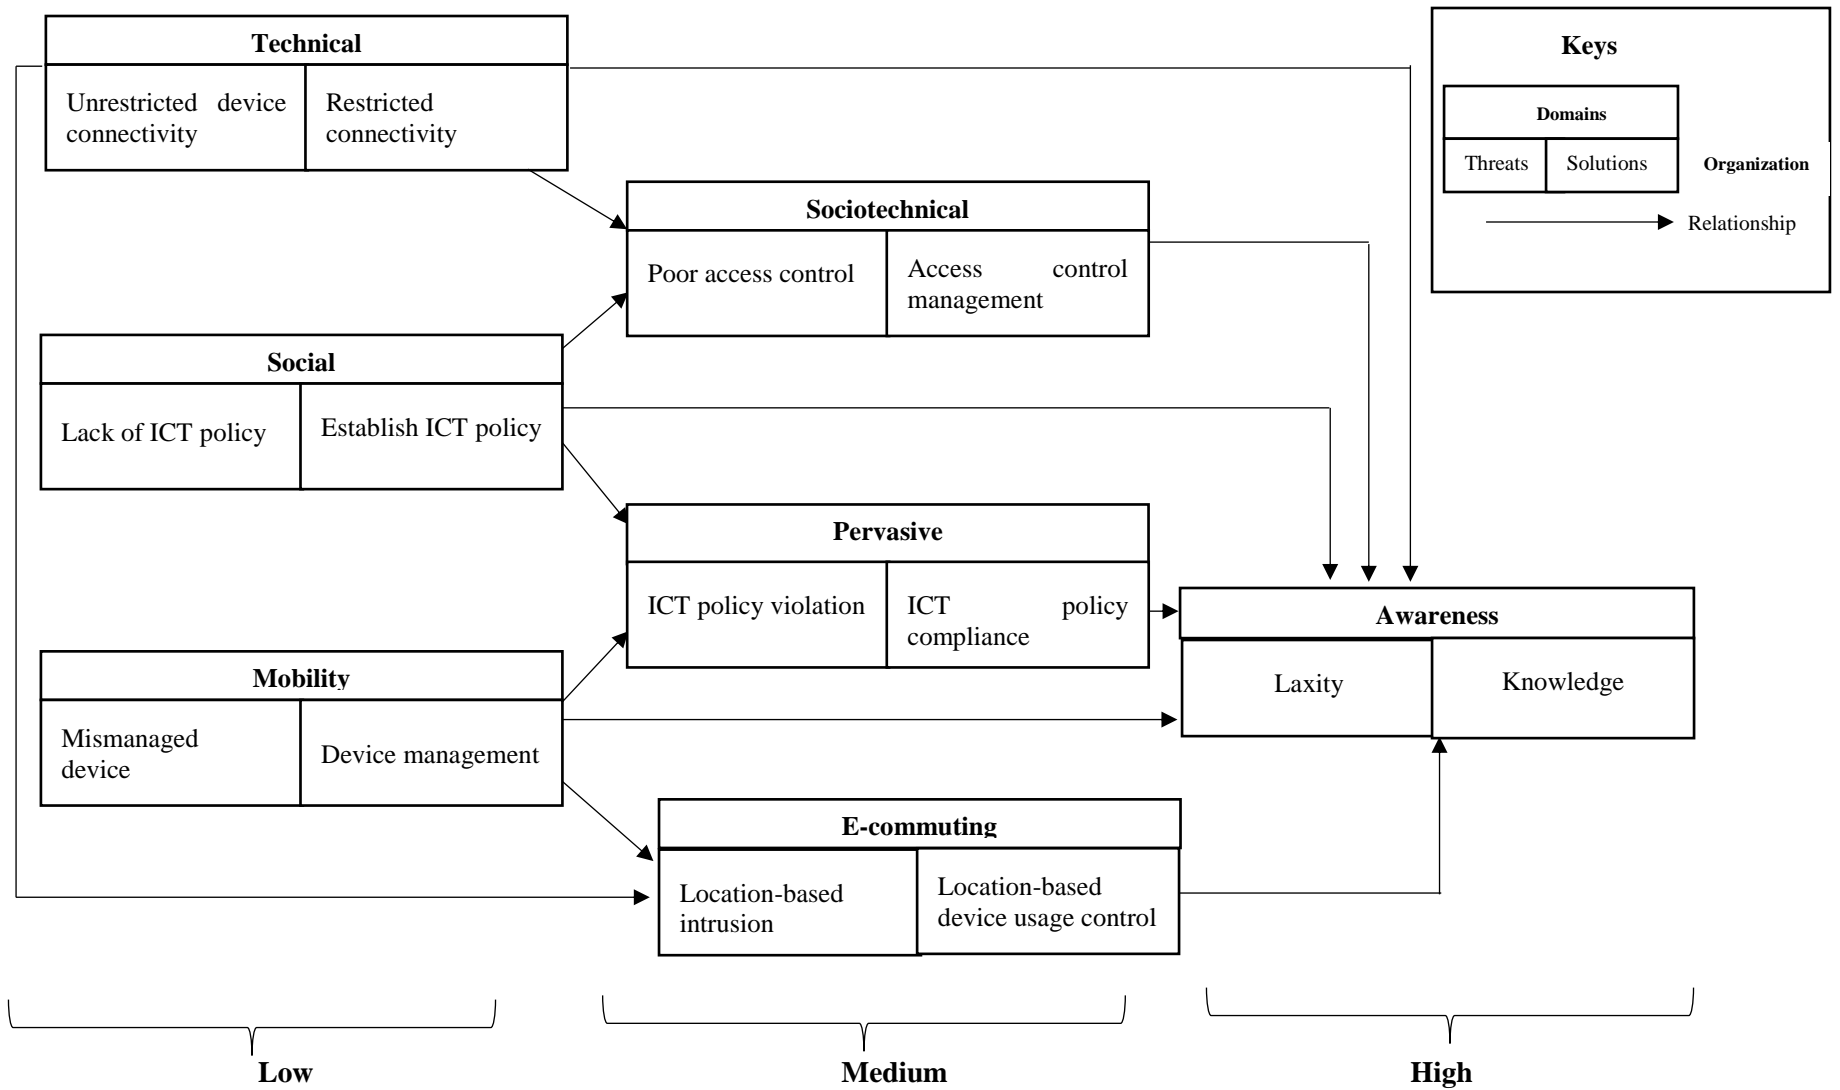 Technical
Unrestricted device
connectivity
Restricted
connectivity
Keys
Domains
Threats
Solutions
Organization
Relationship
Sociotechnical
Poor access control
Access control
management
Social
Lack of ICT policy
Establish ICT policy
Pervasive
ICT policy violation
ICT policy
compliance
Awareness
Laxity
Knowledge
Mobility
Mismanaged
device
Device management
E-commuting
Location-based
intrusion
Location-based
device usage control
Low
Medium
High